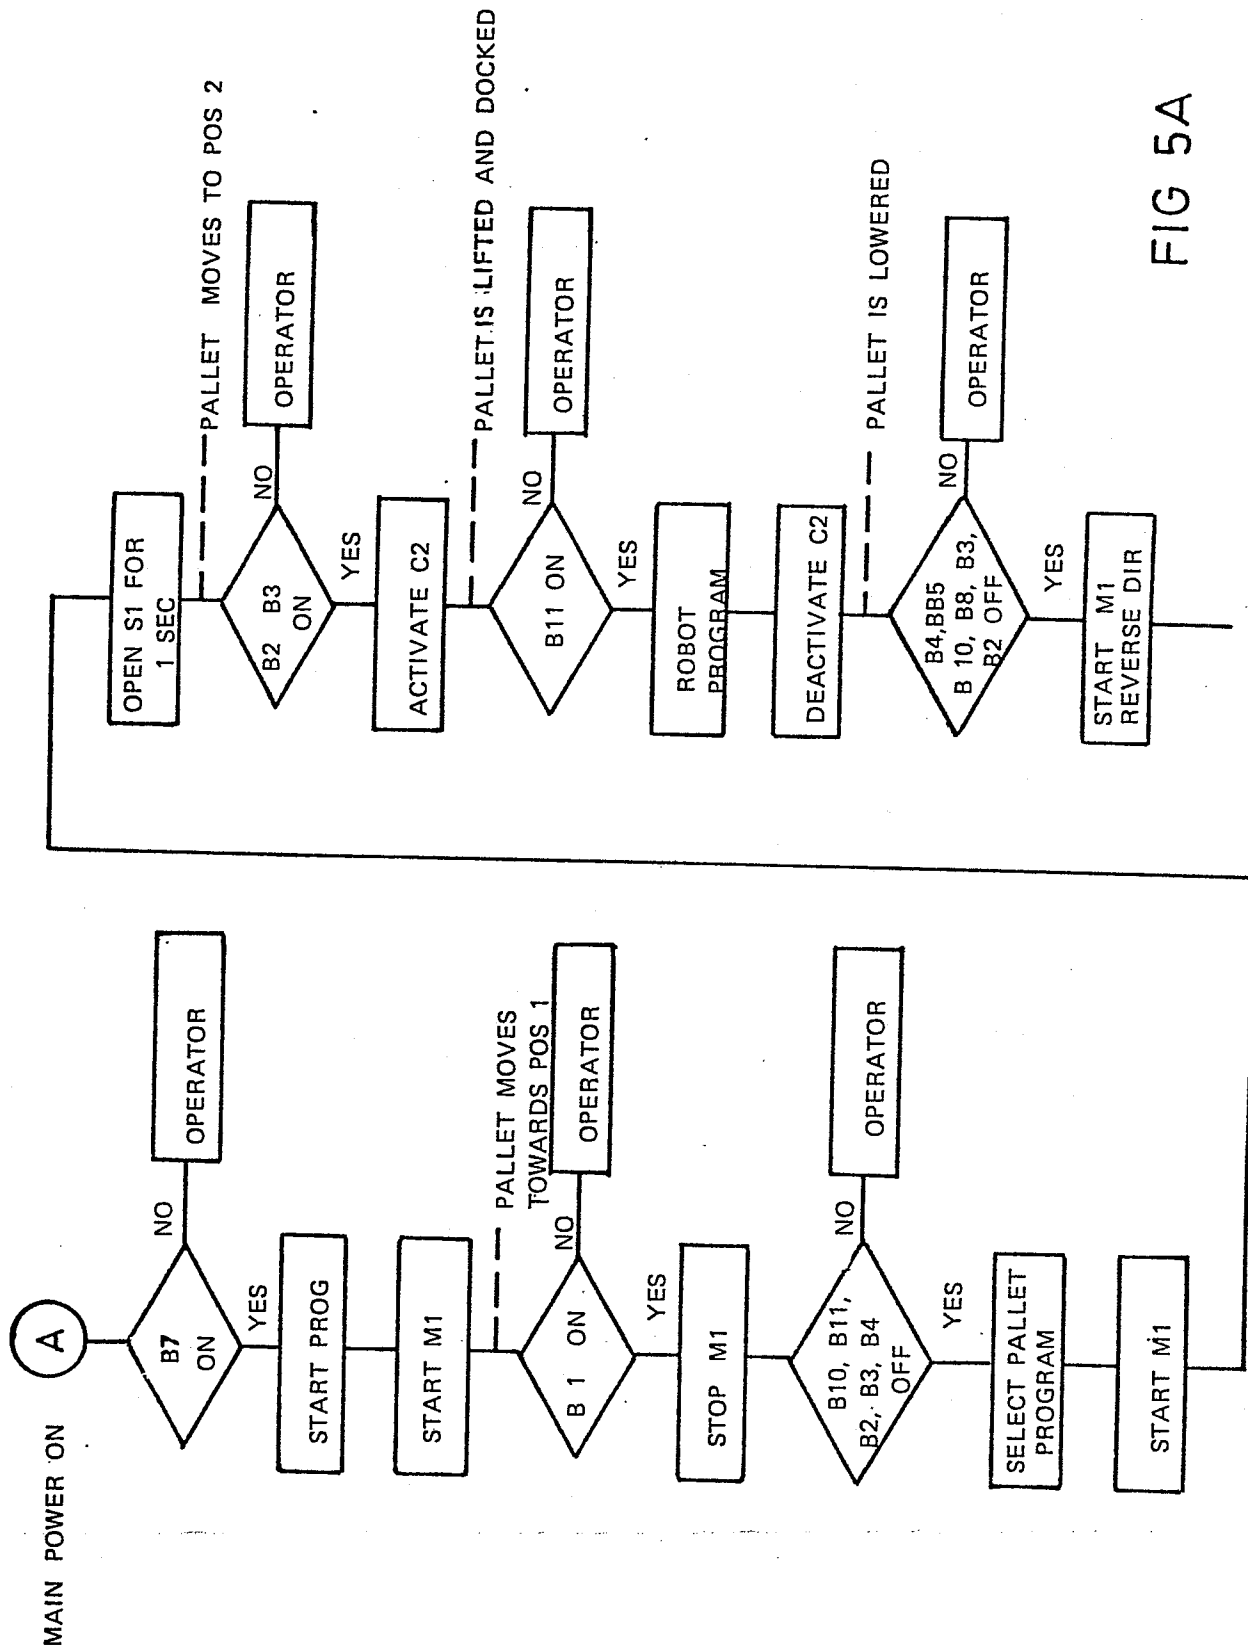 MAIN POWER ON
A
B7
ON
NO
OPERATOR
YES
START PROG
START M1
PALLET MOVES
TOWARDS POS 1
B 1 ON
NO
OPERATOR
YES
STOP M1
B10, B11,
B2, B3, B4
OFF
NO
OPERATOR
YES
SELECT PALLET
PROGRAM
START M1
OPEN S1 FOR
1 SEC
PALLET MOVES TO POS 2
B2 B3
ON
NO
OPERATOR
YES
ACTIVATE C2
PALLET IS LIFTED AND DOCKED
B11 ON
NO
OPERATOR
YES
ROBOT
PROGRAM
DEACTIVATE C2
PALLET IS LOWERED
B4, BB5
B 10, B8, B3,
B2 OFF
NO
OPERATOR
YES
START M1
REVERSE DIR
FIG 5A